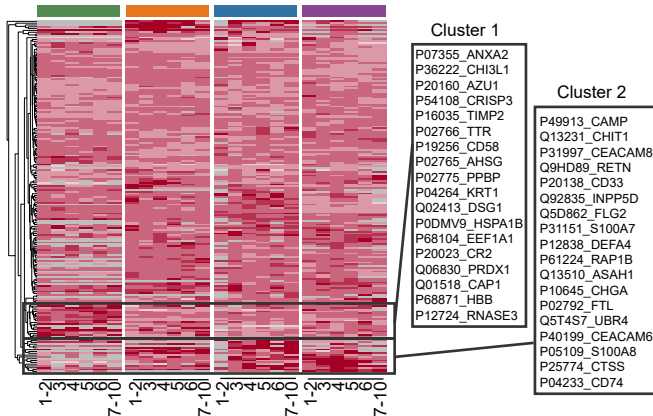 Cluster 1
P07355_ANXA2
P36222_CHI3L1
P20160_AZU1
P54108_CRISP3
P16035_TIMP2
P02766_TTR
P19256_CD58
P02765_AHSG
P02775_PPBP
P04264_KRT1
Q02413_DSG1
P0DMV9_HSPA1B
P68104_EEF1A1
P20023_CR2
Q06830_PRDX1
Q01518_CAP1
P68871_HBB
P12724_RNASE3
Cluster 2
P49913_CAMP
Q13231_CHIT1
P31997_CEACAM8
Q9HD89_RETN
P20138_CD33
Q92835_INPP5D
Q5D862_FLG2
P31151_S100A7
P12838_DEFA4
P61224_RAP1B
Q13510_ASAH1
P10645_CHGA
P02792_FTL
Q5T4S7_UBR4
P40199_CEACAM6
P05109_S100A8
P25774_CTSS
P04233_CD74
1-2 3 4 5 6 7-10 1-2 3 4 5 6 7-10 1-2 3 4 5 6 7-10 1-2 3 4 5 6 7-10